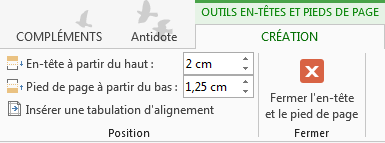 OUTILS EN-TÊTES ET PIEDS DE PAGE
COMPLÉMENTS Antidote CRÉATION
En-tête à partir du haut : 2 cm
Pied de page à partir du bas : 1,25 cm
Insérer une tabulation d'alignement
Position
Fermer l'en-tête
et le pied de page
Fermer